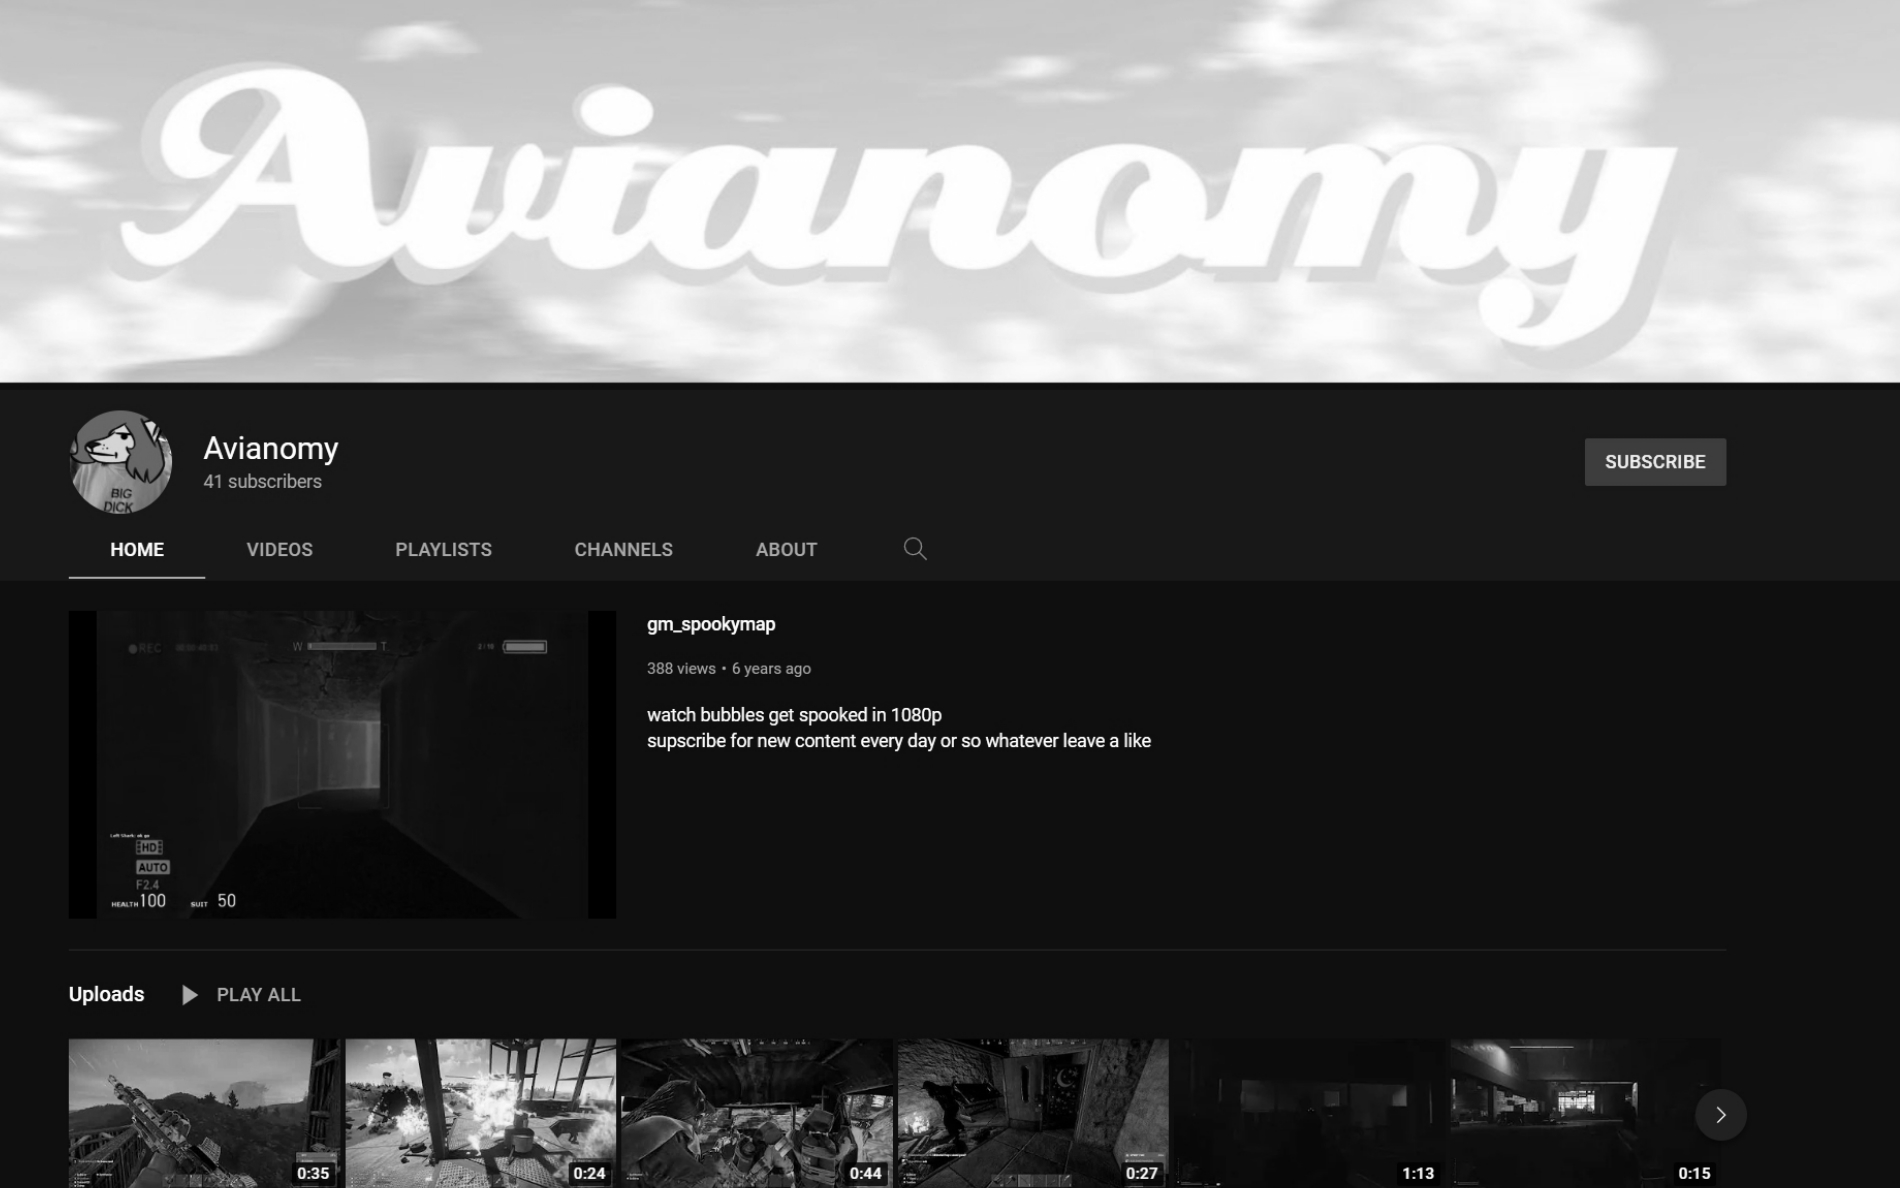 Avianomy
Avianomy
41 subscribers
BIG
DICK
SUBSCRIBE
HOME
VIDEOS
PLAYLISTS
CHANNELS
ABOUT
REC
W T
HD
AUTO
F2.4
HEALTH 100 SUIT 50
gm_spookymap
388 views • 6 years ago
watch bubbles get spooked in 1080p
supscribe for new content every day or so whatever leave a like
Uploads
PLAY ALL
0:35
0:24
0:44
0:27
1:13
0:15